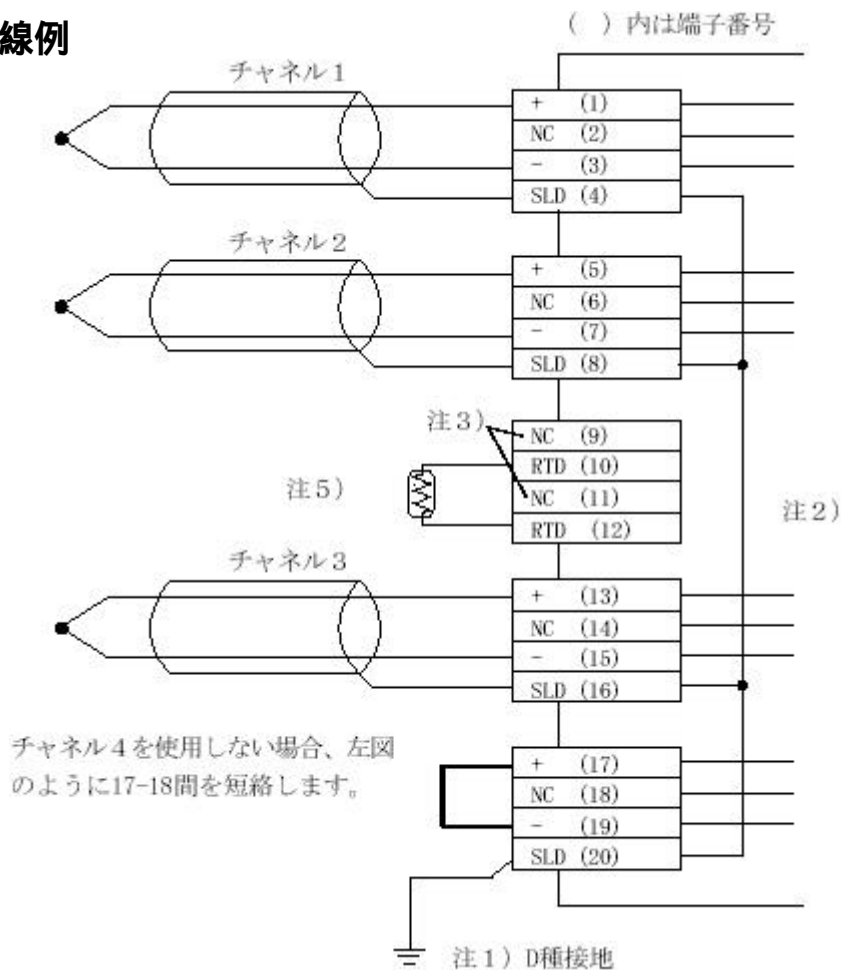 線例
( )内は端子番号
チャネル1
+ (1)
NC (2)
- (3)
SLD (4)
チャネル2
+ (5)
NC (6)
- (7)
SLD (8)
注3)
NC (9)
RTD (10)
NC (11)
RTD (12)
注5)
注2)
チャネル3
+ (13)
NC (14)
- (15)
SLD (16)
チャネル4を使用しない場合、左図
のように17-18間を短絡します。
+ (17)
NC (18)
- (19)
SLD (20)
注1) D種接地